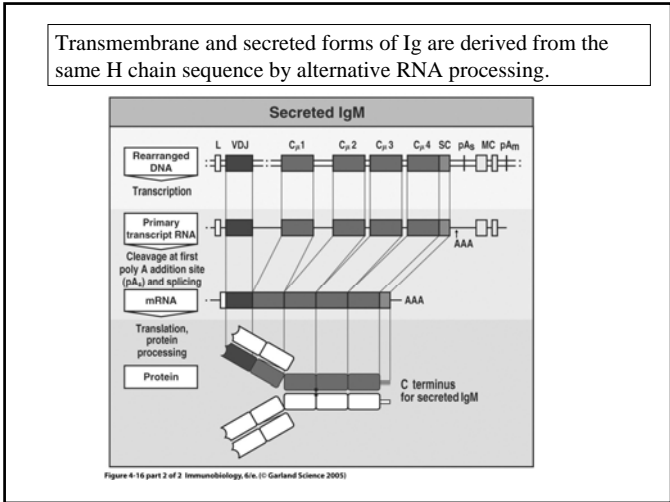 Transmembrane and secreted forms of Ig are derived from the
same H chain sequence by alternative RNA processing.
Secreted IgM
L VDJ Cμ1 Cμ2 Cμ3 Cμ4 SC pAs MC pAm
Rearranged
DNA
Transcription
Primary
transcript RNA
AAA
Cleavage at first
poly A addition site
(pAs) and splicing
mRNA
AAA
Translation,
protein
processing
Protein
C terminus
for secreted IgM
Figure 4-16 part 2 of 2 Immunobiology, 6/e. (© Garland Science 2005)